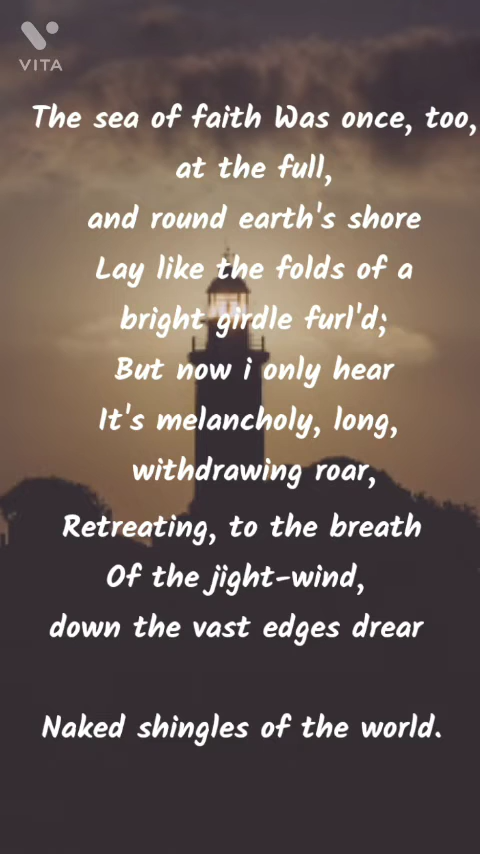 VITA
The sea of faith Was once, too,
at the full,
and round earth's shore
Lay like the folds of a
bright girdle furl'd;
But now i only hear
It's melancholy, long,
withdrawing roar,
Retreating, to the breath
Of the jight-wind,
down the vast edges drear
Naked shingles of the world.